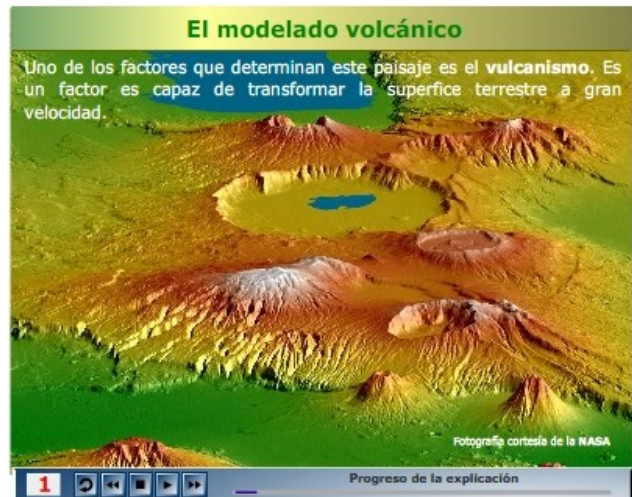 El modelado volcánico
Uno de los factores que determinan este paisaje es el vulcanismo. Es
un factor es capaz de transformar la superfice terrestre a gran
velocidad.
Fotografía cortesía de la NASA
1
Progreso de la explicación